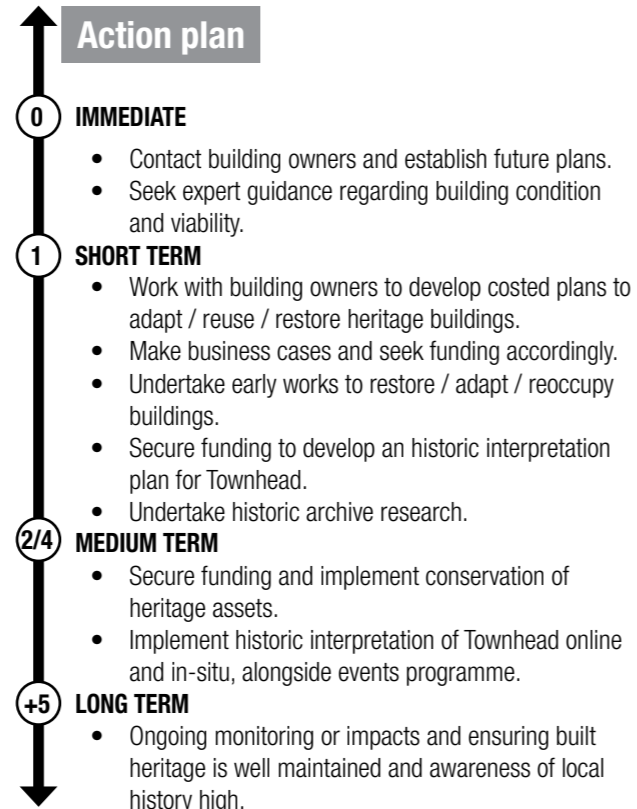 Action plan
0 IMMEDIATE
• Contact building owners and establish future plans.
• Seek expert guidance regarding building condition
and viability.
1 SHORT TERM
• Work with building owners to develop costed plans to
adapt / reuse / restore heritage buildings.
• Make business cases and seek funding accordingly.
• Undertake early works to restore / adapt / reoccupy
buildings.
• Secure funding to develop an historic interpretation
plan for Townhead.
• Undertake historic archive research.
2/4 MEDIUM TERM
• Secure funding and implement conservation of
heritage assets.
• Implement historic interpretation of Townhead online
and in-situ, alongside events programme.
+5 LONG TERM
• Ongoing monitoring or impacts and ensuring built
heritage is well maintained and awareness of local
history high.